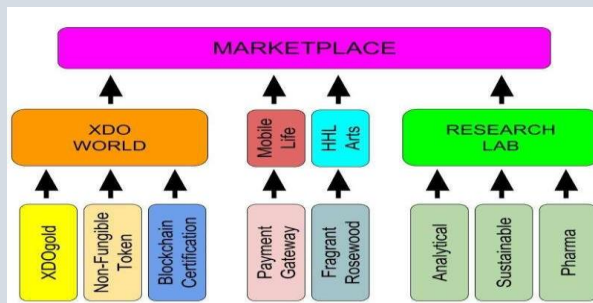 MARKETPLACE
XDO
WORLD
Mobile
Life
HHL
Arts
RESEARCH
LAB
XDOgold
Non-Fungible
Token
Blockchain
Certification
Payment
Gateway
Fragrant
Rosewood
Analytical
Sustainable
Pharma